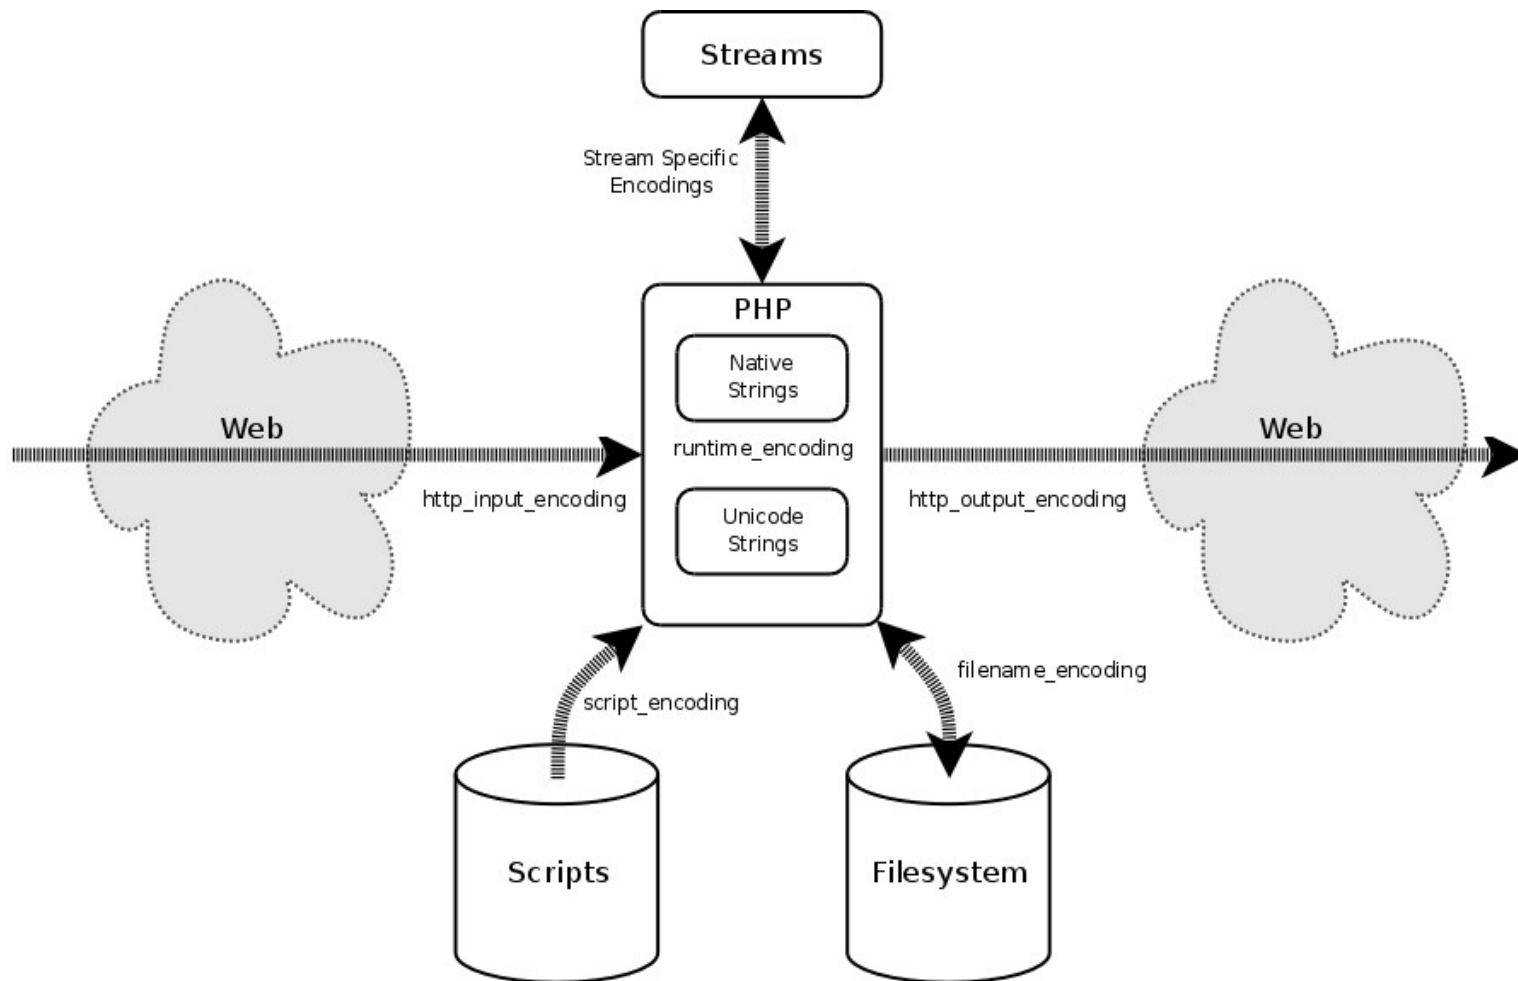 Streams
Stream Specific
Encodings
PHP
Native
Strings
Web
runtime_encoding
Web
http_input_encoding
http_output_encoding
Unicode
Strings
filename_encoding
script_encoding
Scripts
Filesystem